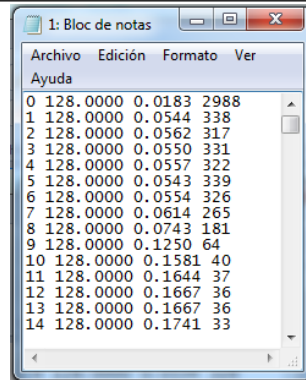 1: Bloc de notas
Archivo Edición Formato Ver
Ayuda
0 128.0000 0.0183 2988
1 128.0000 0.0544 338
2 128.0000 0.0562 317
3 128.0000 0.0550 331
4 128.0000 0.0557 322
5 128.0000 0.0543 339
6 128.0000 0.0554 326
7 128.0000 0.0614 265
8 128.0000 0.0743 181
9 128.0000 0.1250 64
10 128.0000 0.1581 40
11 128.0000 0.1644 37
12 128.0000 0.1667 36
13 128.0000 0.1667 36
14 128.0000 0.1741 33